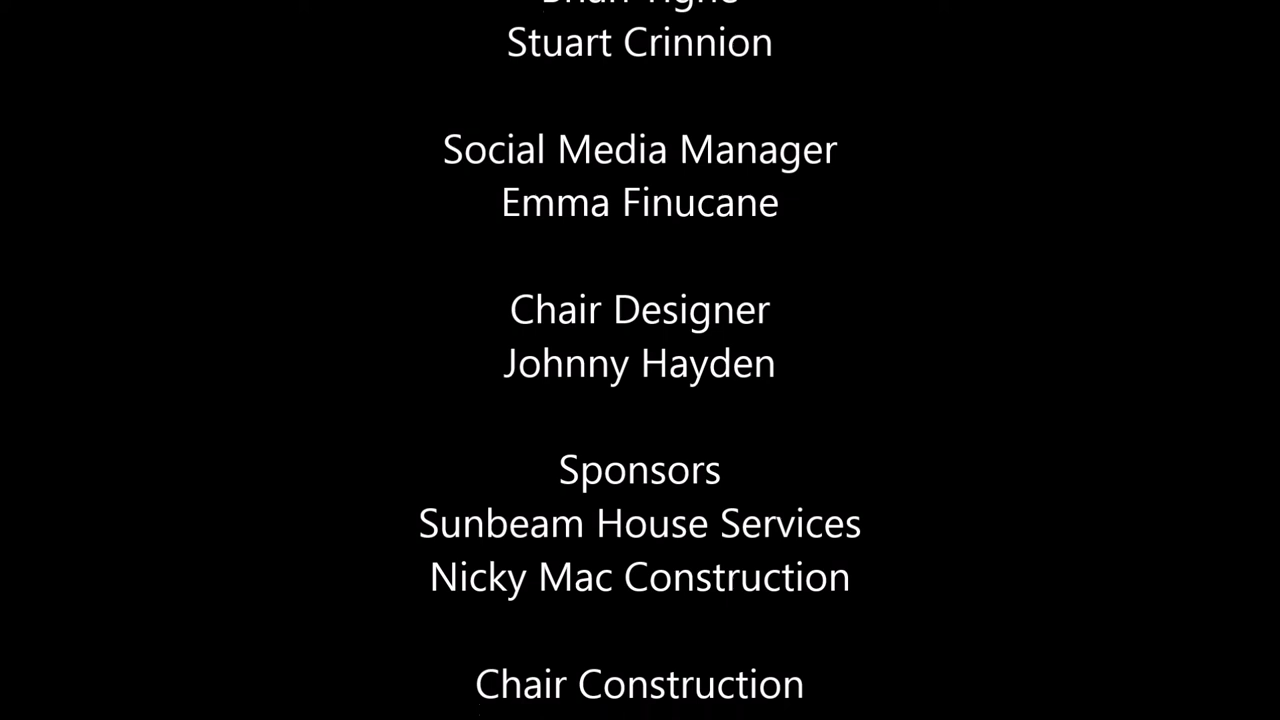 Stuart Crinnion
Social Media Manager
Emma Finucane
Chair Designer
Johnny Hayden
Sponsors
Sunbeam House Services
Nicky Mac Construction
Chair Construction